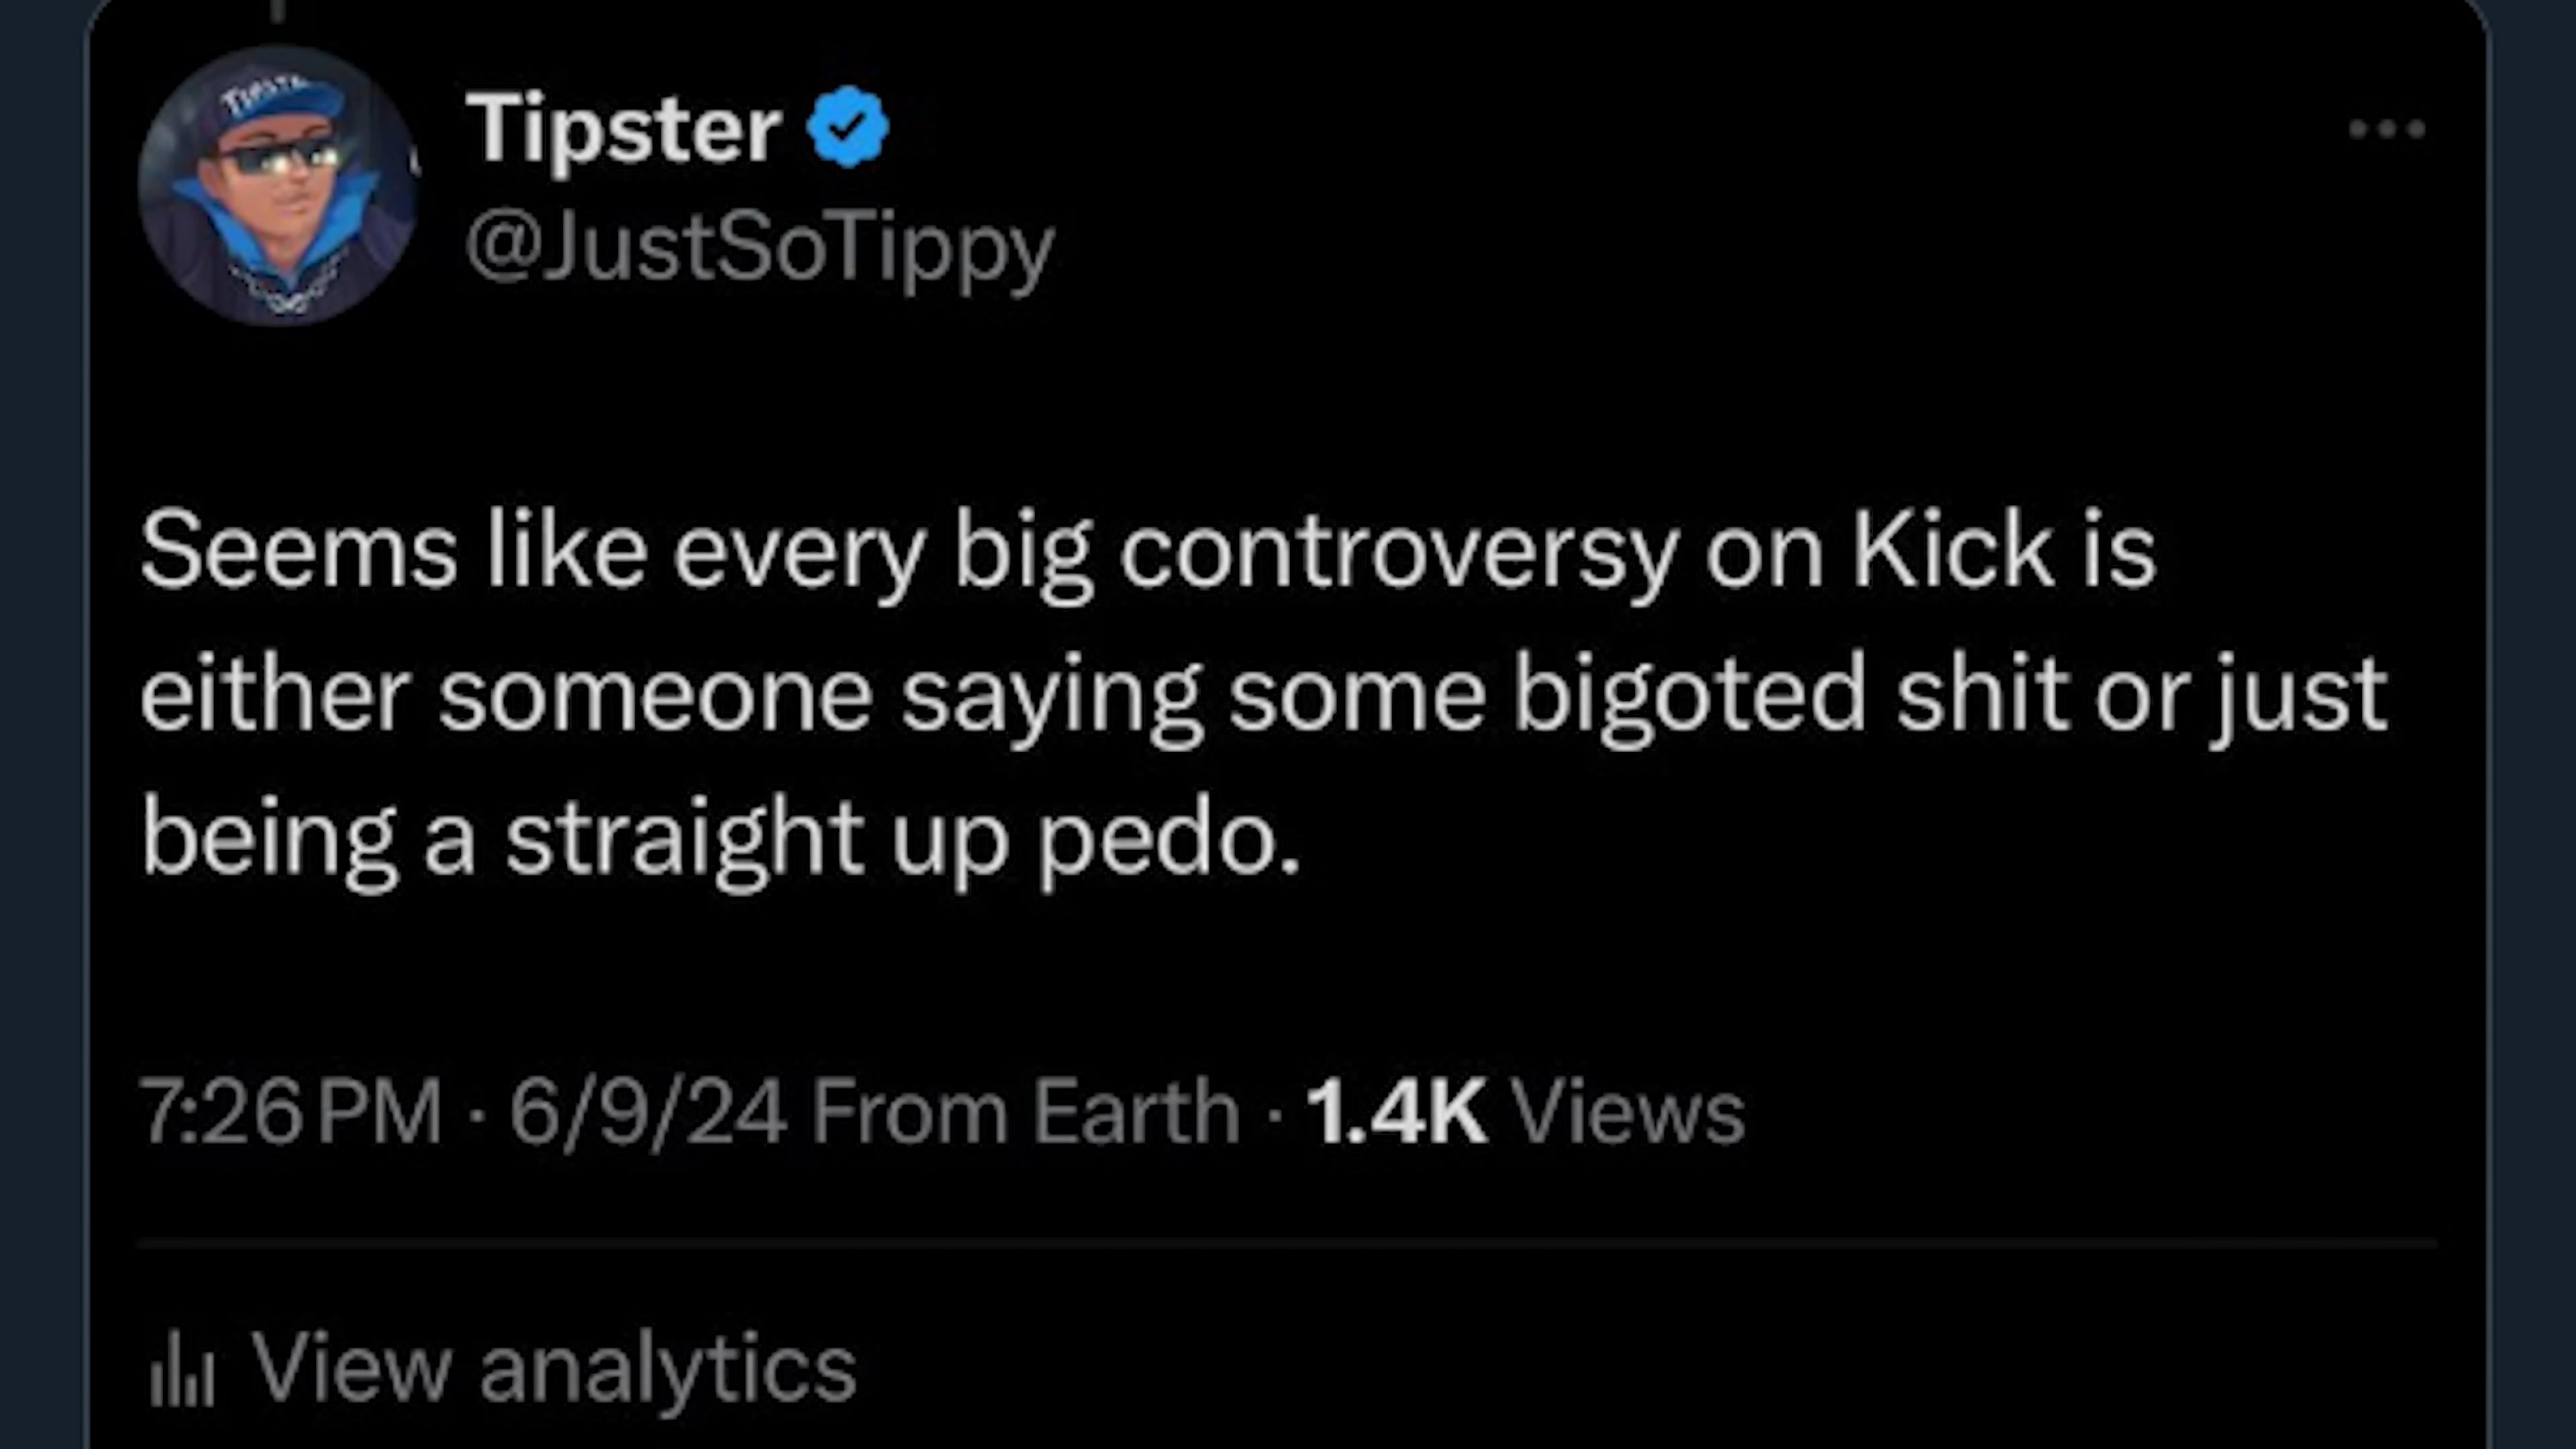 TIPSTE
Tipster
@JustSoTippy
Seems like every big controversy on Kick is
either someone saying some bigoted shit or just
being a straight up pedo.
7:26 PM · 6/9/24 From Earth · 1.4K Views
View analytics